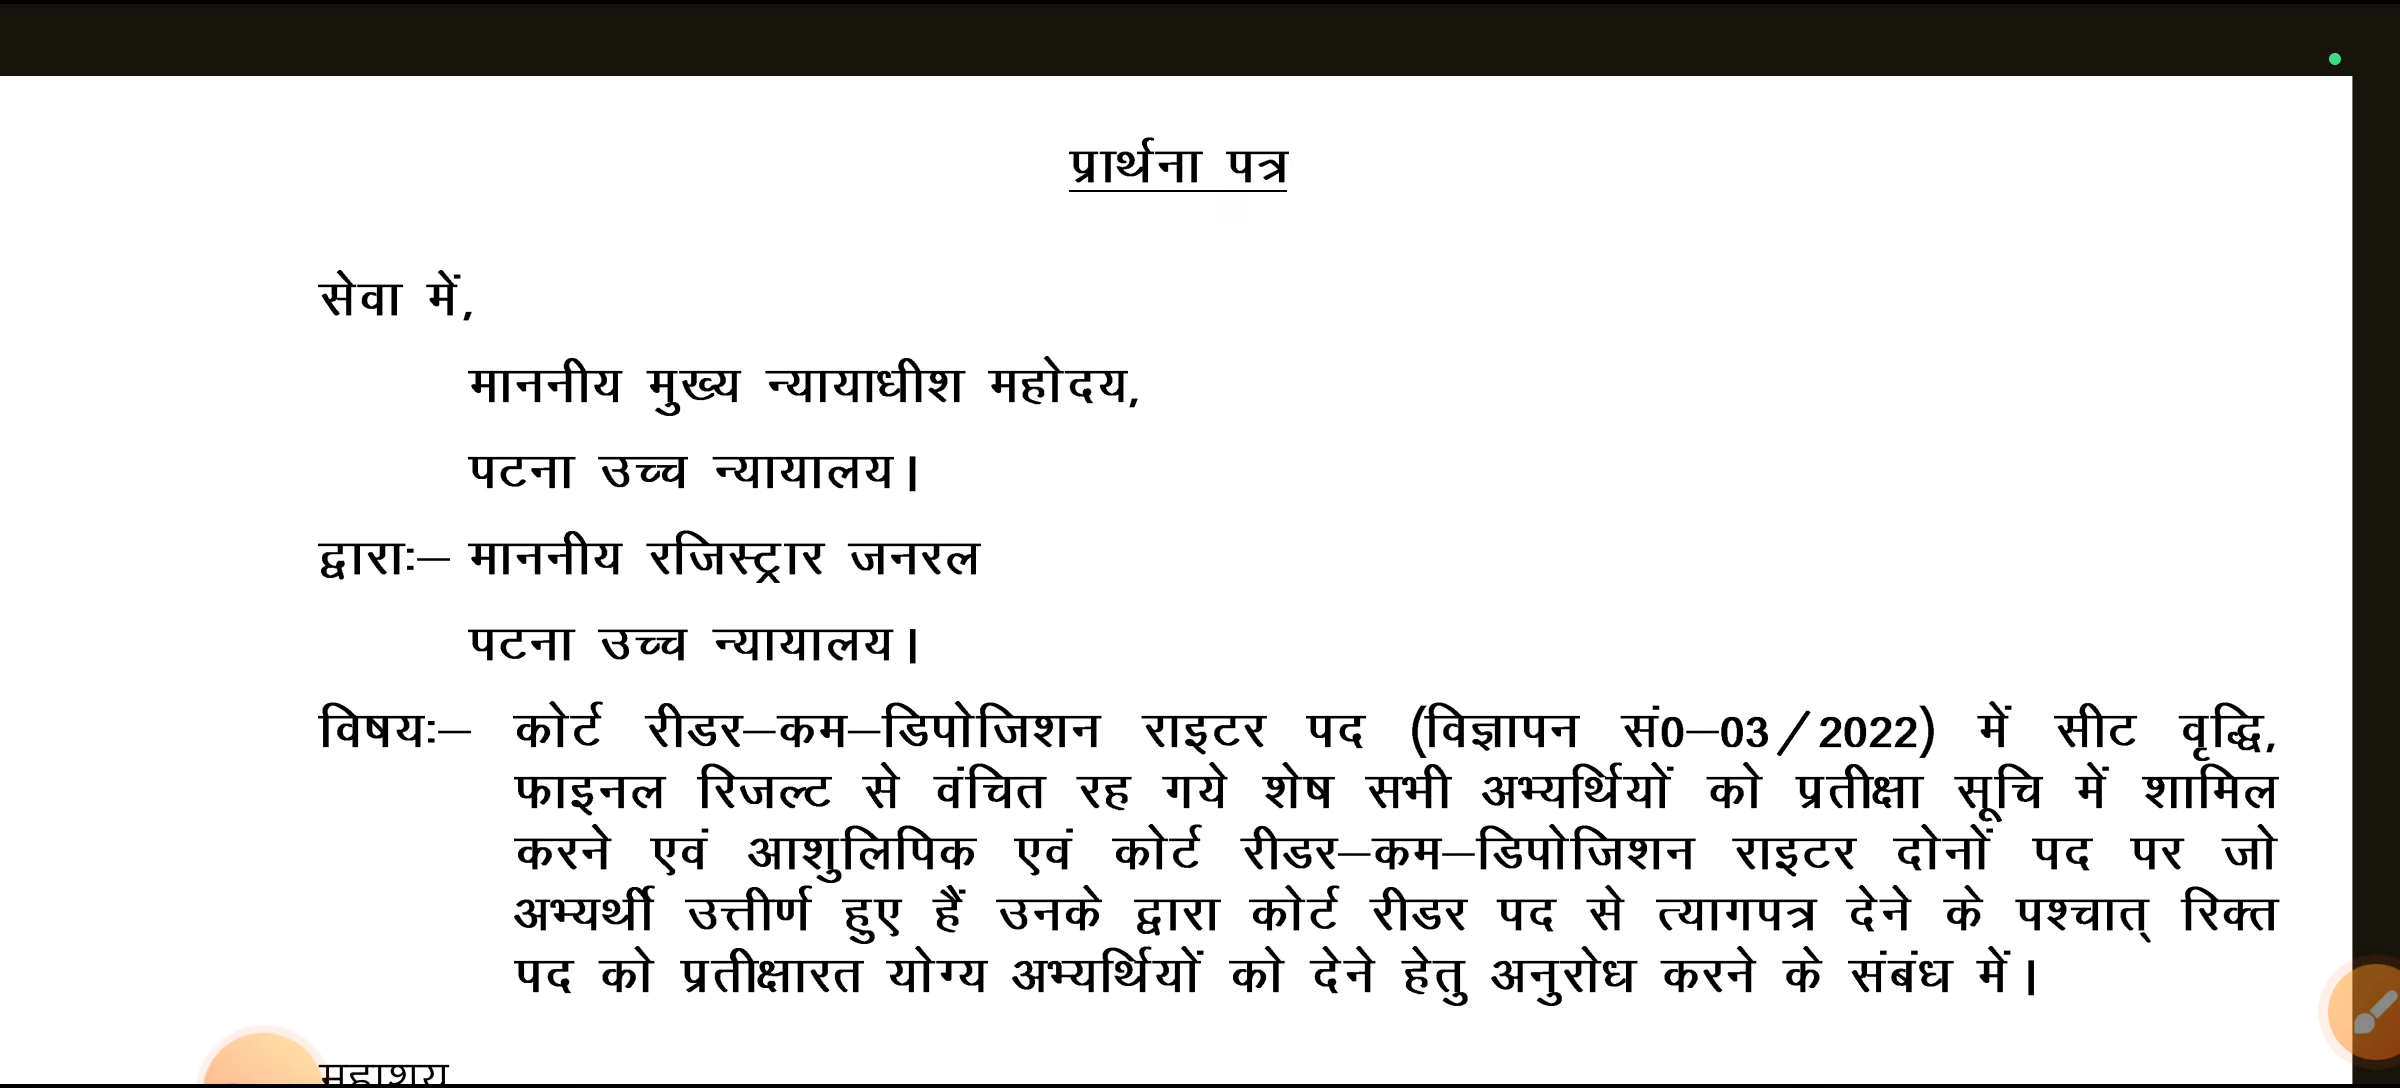 प्रार्थना पत्र
सेवा में,
माननीय मुख्य न्यायाधीश महोदय,
पटना उच्च न्यायालय।
द्वाराः– माननीय रजिस्ट्रार जनरल
पटना उच्च न्यायालय।
विषयः– कोर्ट रीडर–कम–डिपोजिशन राइटर पद (विज्ञापन सं0–03/2022) में सीट वृद्धि,
फाइनल रिजल्ट से वंचित रह गये शेष सभी अभ्यर्थियों को प्रतीक्षा सूचि में शामिल
करने एवं आशुलिपिक एवं कोर्ट रीडर–कम–डिपोजिशन राइटर दोनों पद पर जो
अभ्यर्थी उत्तीर्ण हुए हैं उनके द्वारा कोर्ट रीडर पद से त्यागपत्र देने के पश्चात् रिक्त
पद को प्रतीक्षारत योग्य अभ्यर्थियों को देने हेतु अनुरोध करने के संबंध में।
महाशय